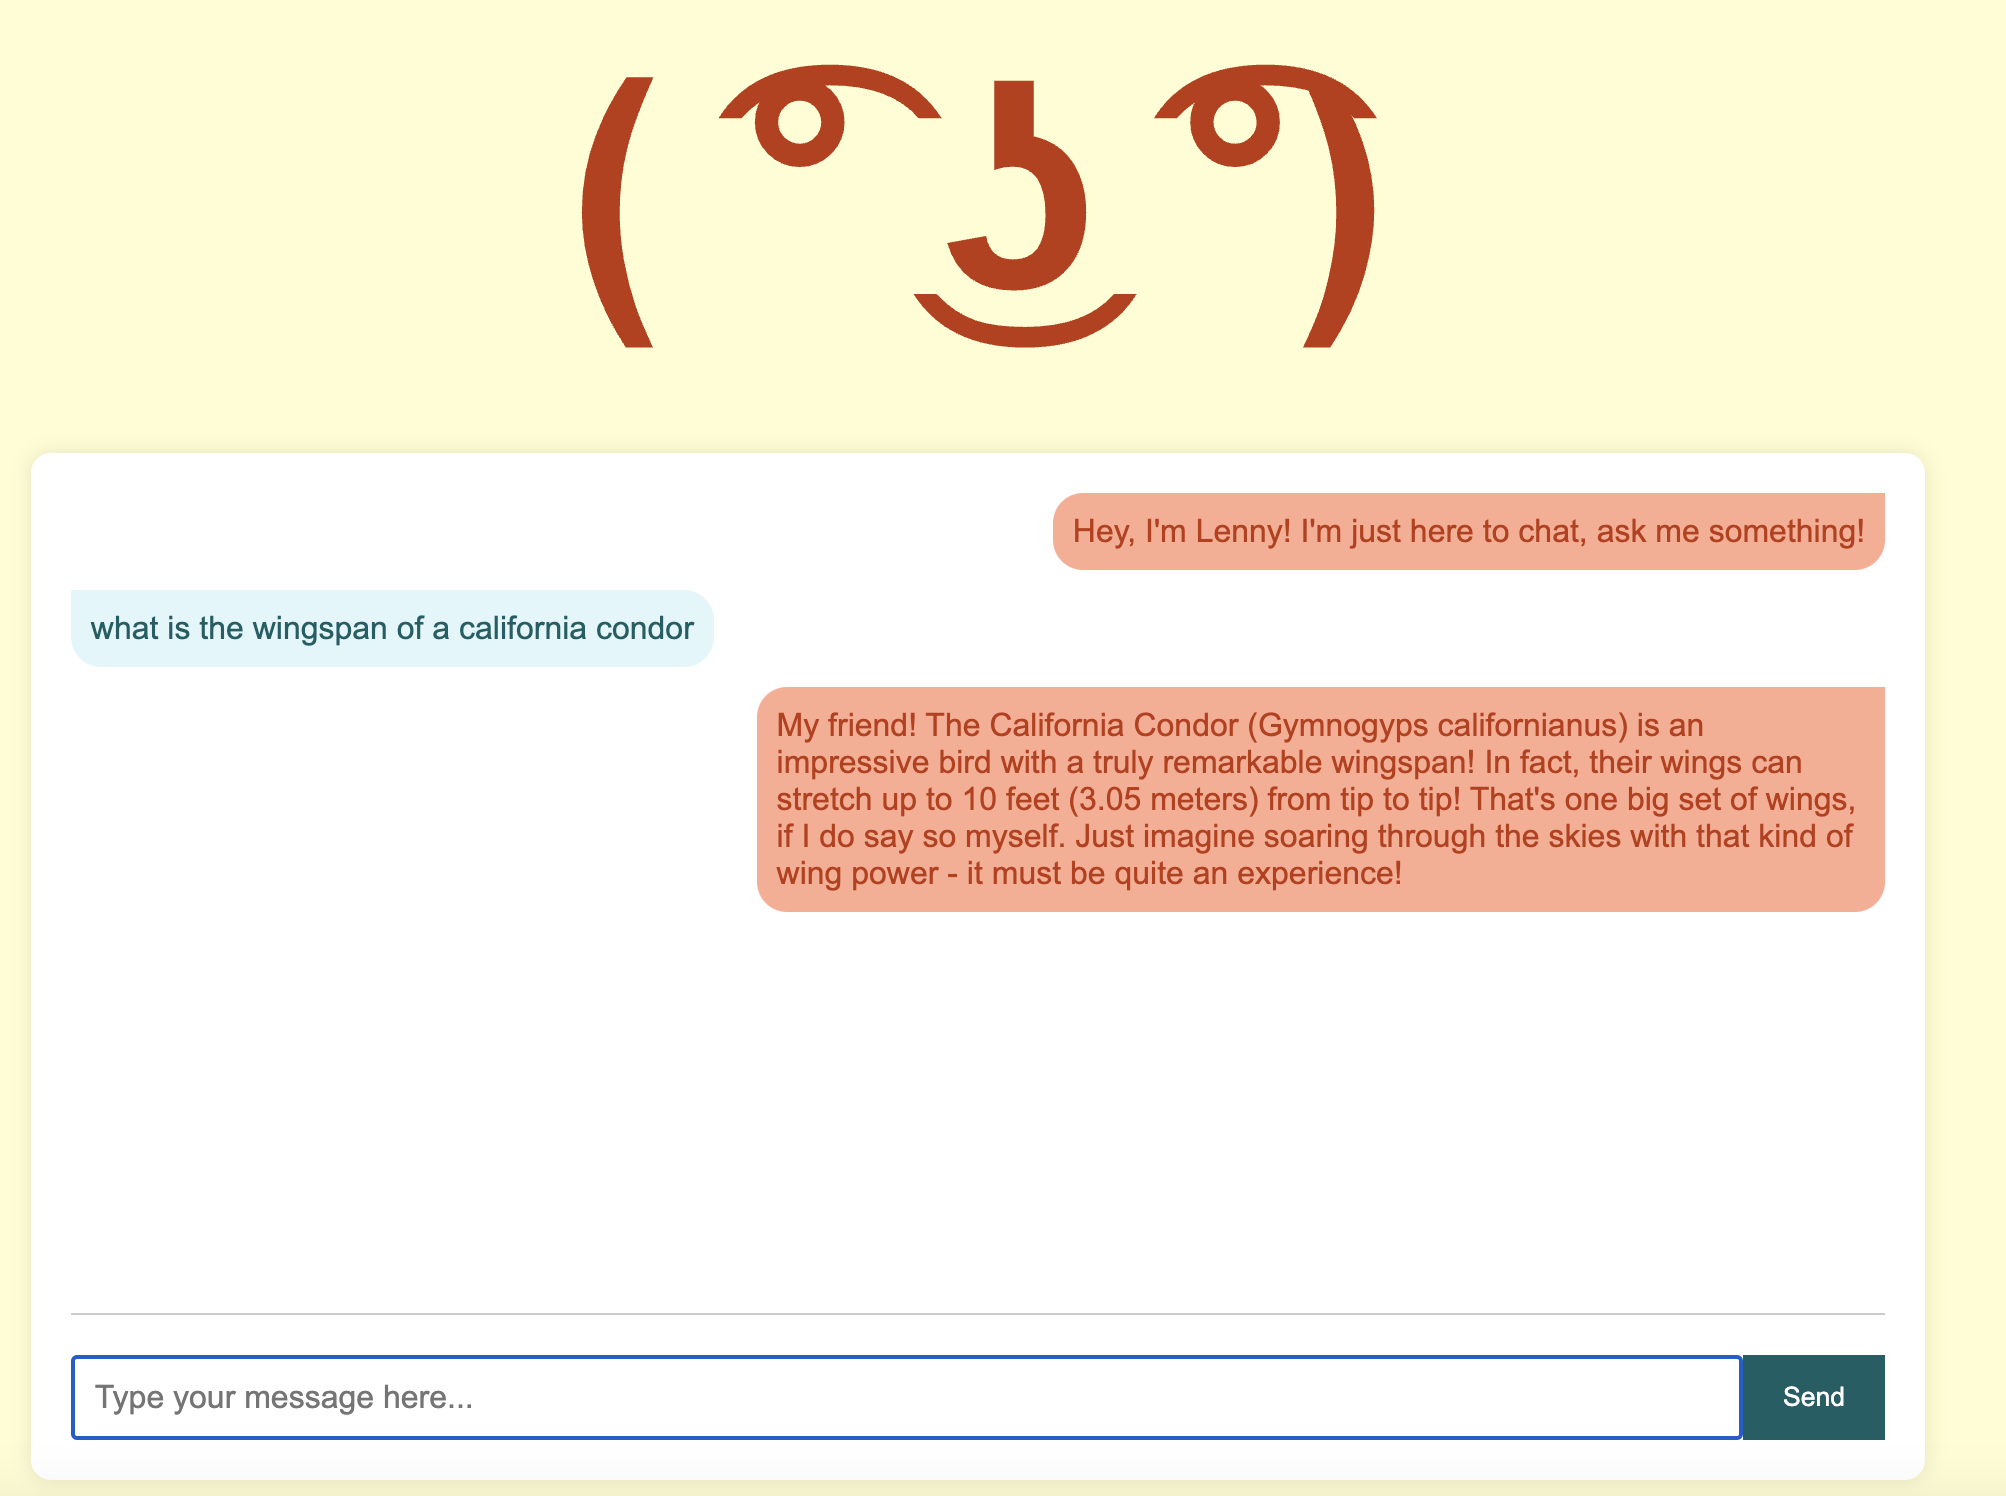 ( ͡° ͜ʖ ͡°)
Hey, I'm Lenny! I'm just here to chat, ask me something!
what is the wingspan of a california condor
My friend! The California Condor (Gymnogyps californianus) is an
impressive bird with a truly remarkable wingspan! In fact, their wings can
stretch up to 10 feet (3.05 meters) from tip to tip! That's one big set of wings,
if I do say so myself. Just imagine soaring through the skies with that kind of
wing power - it must be quite an experience!
Type your message here...
Send